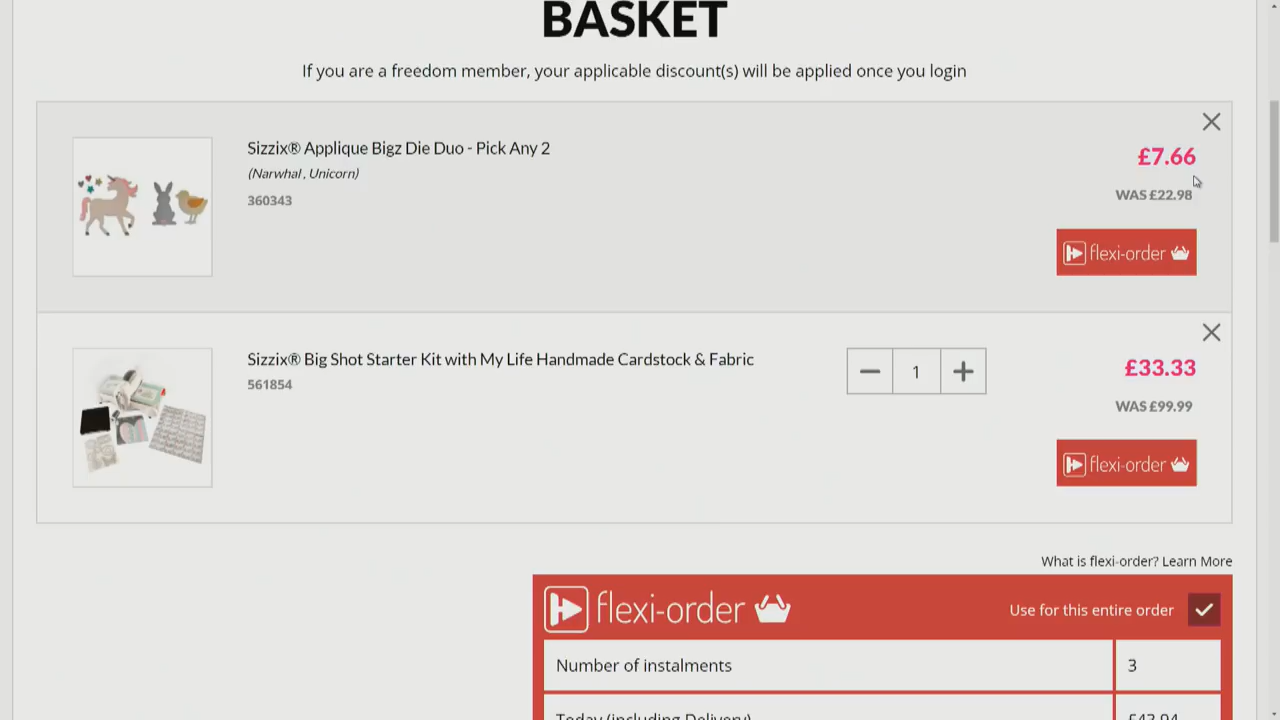 BASKET
If you are a freedom member, your applicable discount(s) will be applied once you login
Sizzix® Applique Bigz Die Duo - Pick Any 2
(Narwhal , Unicorn)
360343
£7.66
WAS £22.98
flexi-order
Sizzix® Big Shot Starter Kit with My Life Handmade Cardstock & Fabric
561854
1
£33.33
WAS £99.99
flexi-order
What is flexi-order? Learn More
flexi-order
Use for this entire order
Number of instalments
3
Today (including Delivery)